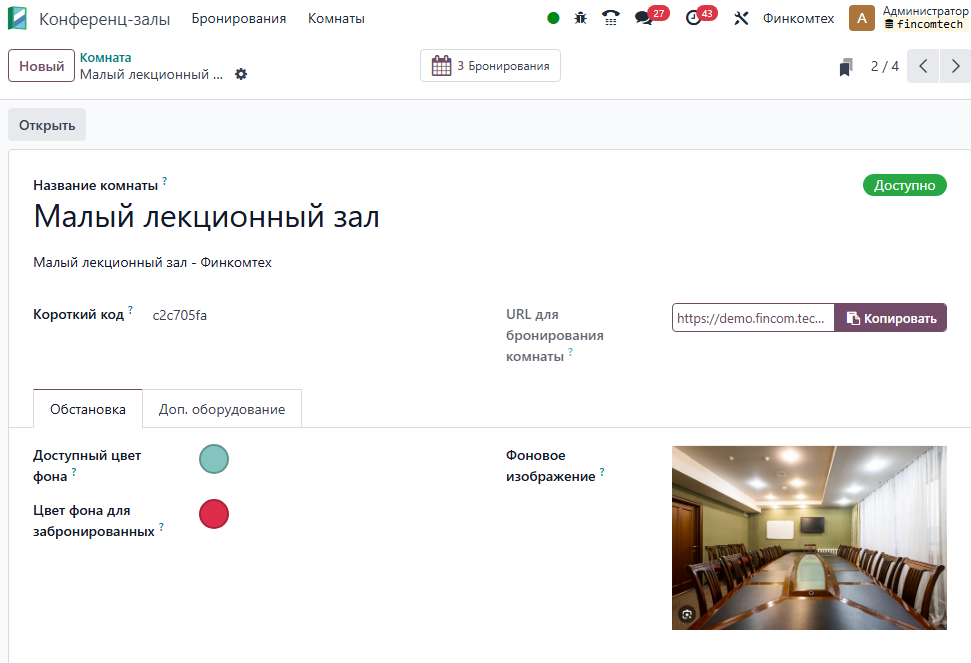 Конференц-залы Бронирования Комнаты 27 43 Финкомтех А Администратор
fincomtech
Новый Комната
Малый лекционный ... 3 Бронирования 2 / 4
Открыть
Название комнаты ? Доступно
Малый лекционный зал
Малый лекционный зал - Финкомтех
Короткий код ? c2c705fa URL для бронирования комнаты ? https://demo.fincom.tec... Копировать
Обстановка Доп. оборудование
Доступный цвет
фона ?
Фоновое
изображение ?
Цвет фона для
забронированных ?